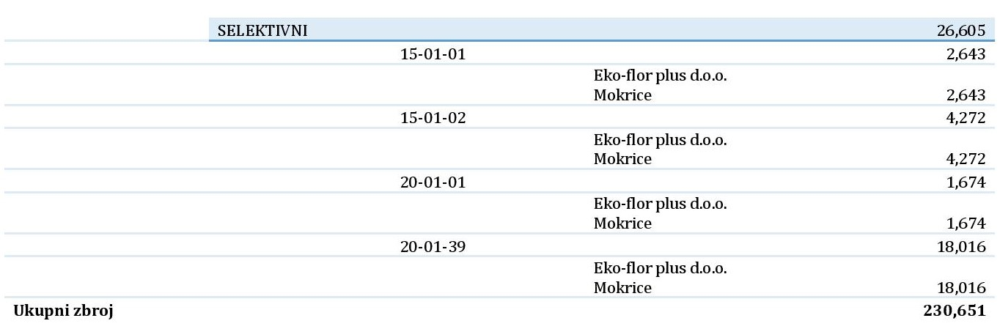 SELEKTIVNI 26,605
15-01-01 2,643
Eko-flor plus d.o.o.
Mokrice 2,643
15-01-02 4,272
Eko-flor plus d.o.o.
Mokrice 4,272
20-01-01 1,674
Eko-flor plus d.o.o.
Mokrice 1,674
20-01-39 18,016
Eko-flor plus d.o.o.
Mokrice 18,016
Ukupni zbroj 230,651